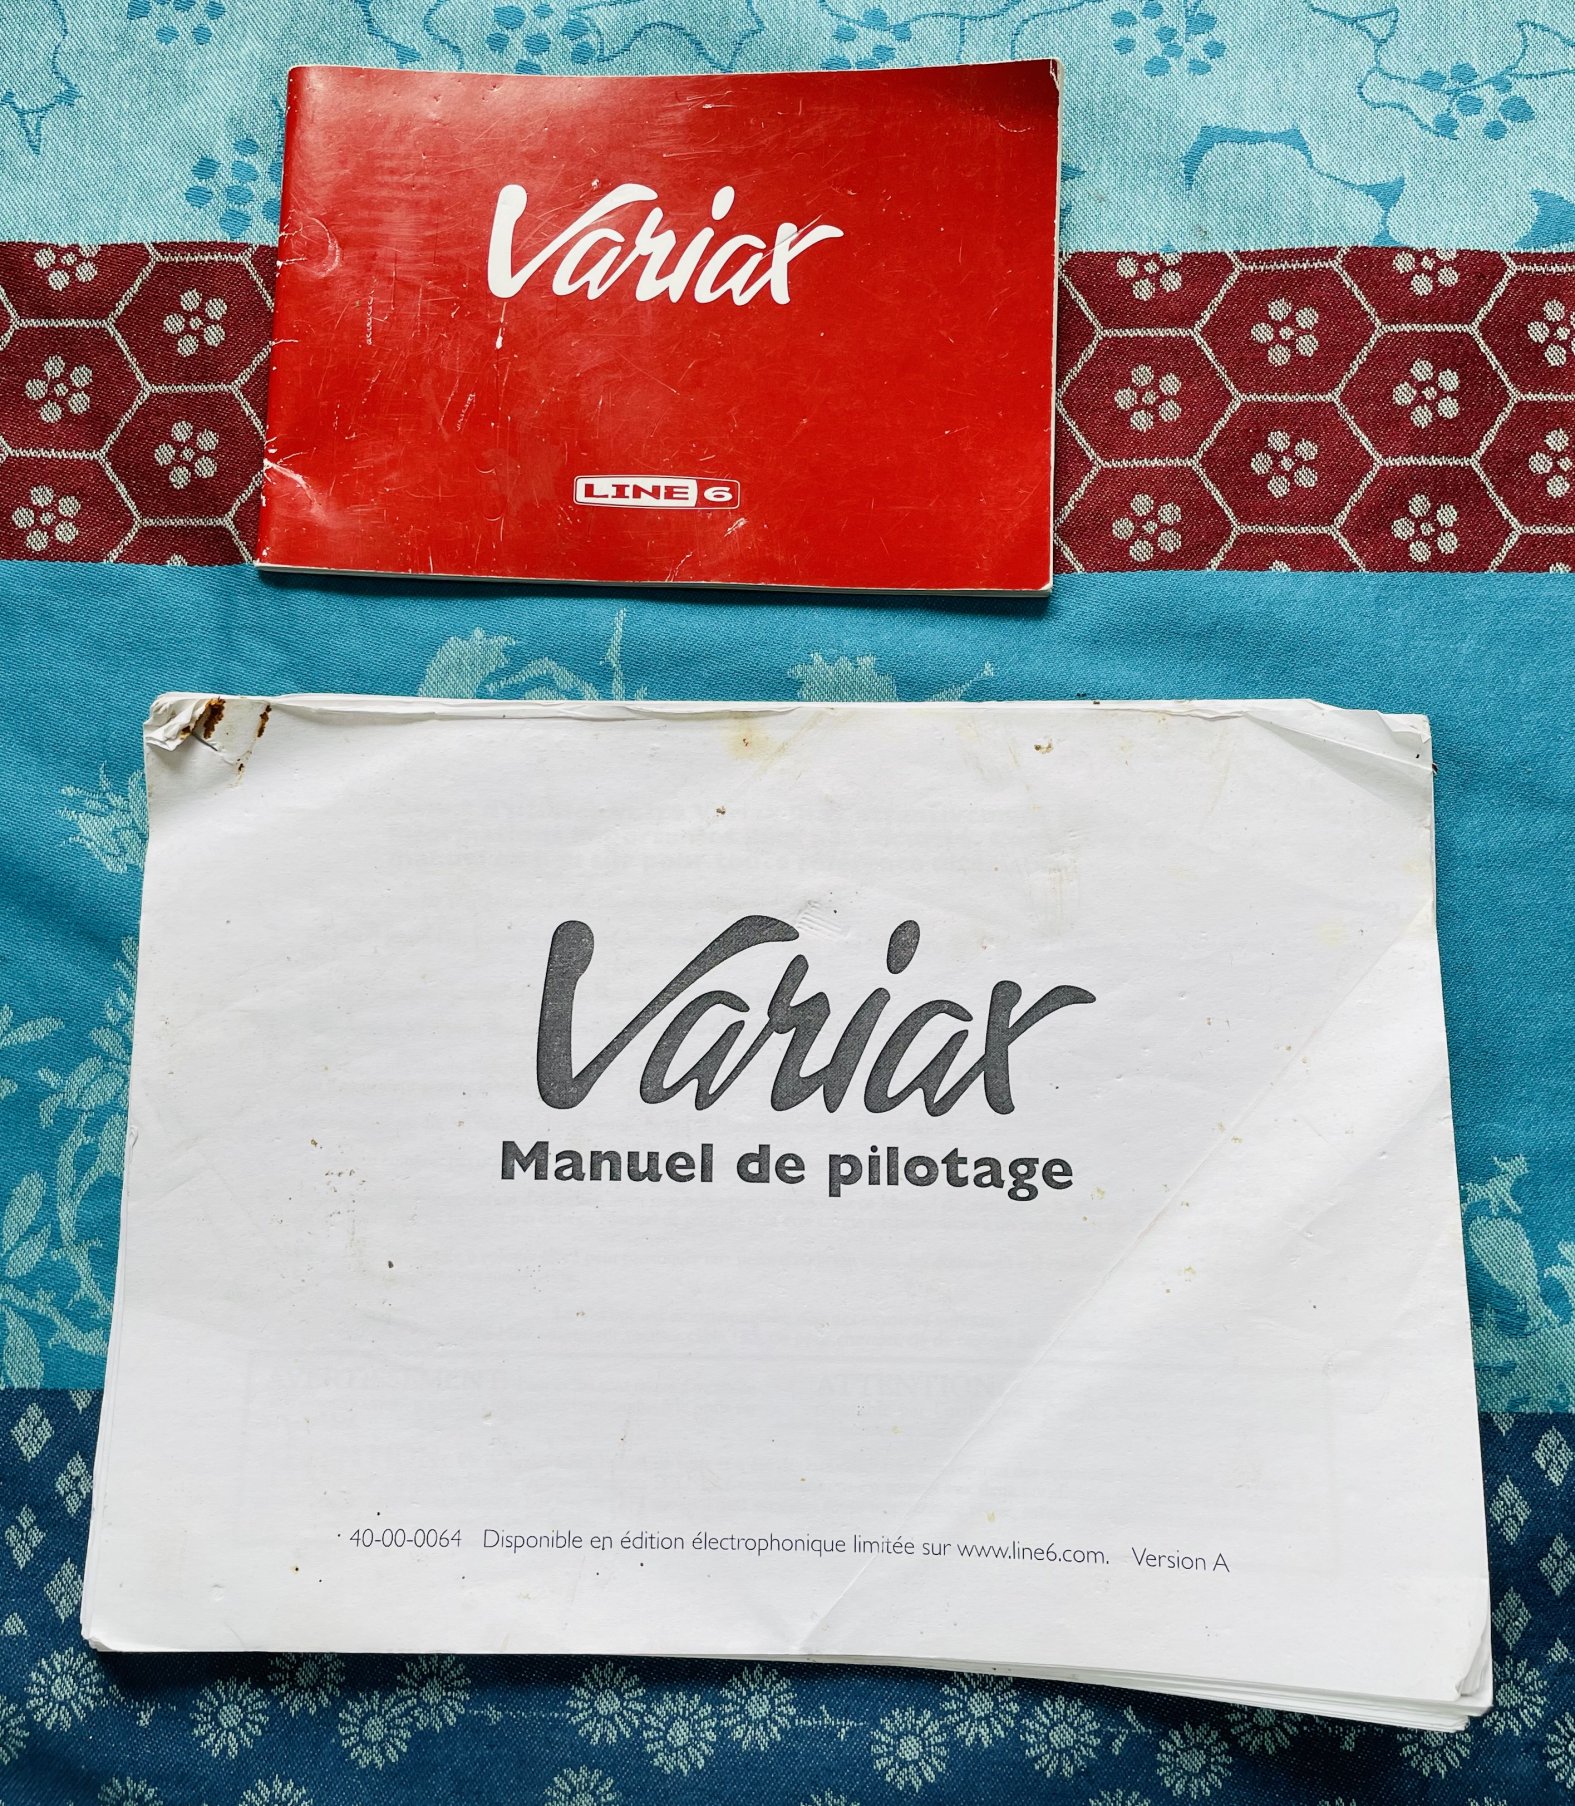 Variax
LINE 6
Variax
Manuel de pilotage
40-00-0064 Disponible en édition électrophonique limitée sur www.line6.com. Version A
ATTENTION